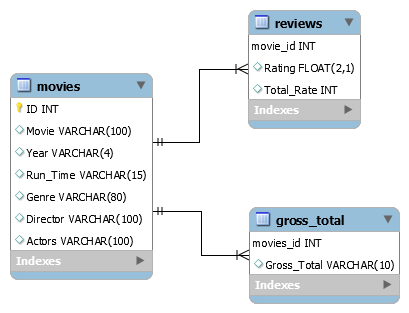 movies
ID INT
Movie VARCHAR(100)
Year VARCHAR(4)
Run_Time VARCHAR(15)
Genre VARCHAR(80)
Director VARCHAR(100)
Actors VARCHAR(100)
Indexes
reviews
movie_id INT
Rating FLOAT(2,1)
Total_Rate INT
Indexes
gross_total
movies_id INT
Gross_Total VARCHAR(10)
Indexes